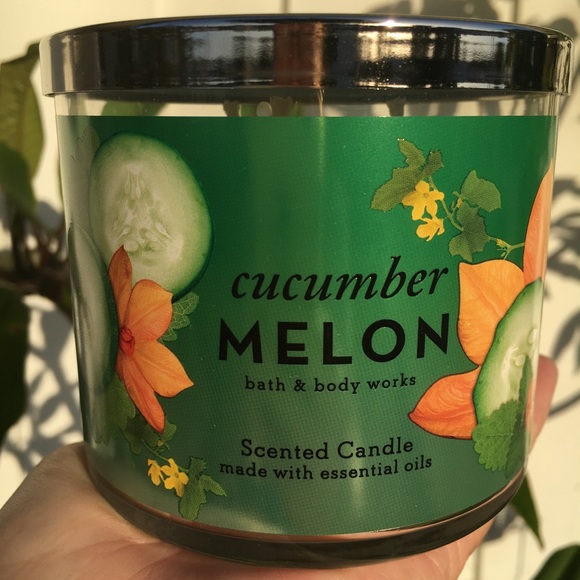 cucumber
MELON
bath & body works
Scented Candle
made with essential oils